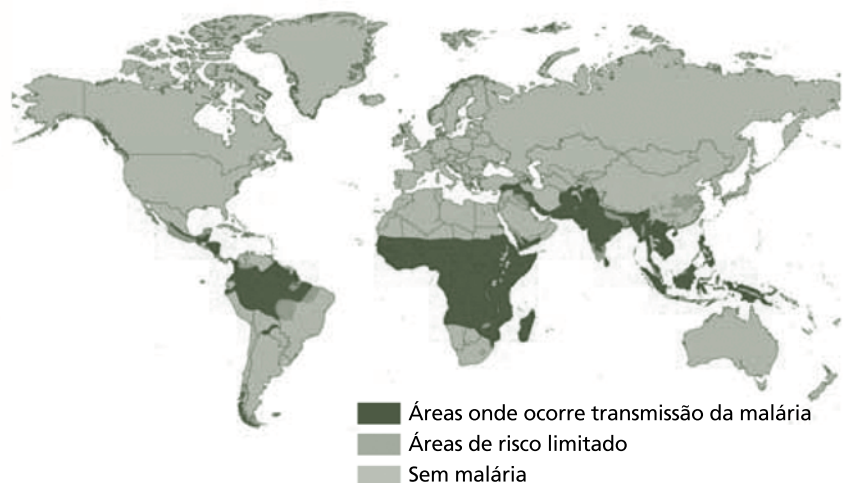 Áreas onde ocorre transmissão da malária
Áreas de risco limitado
Sem malária